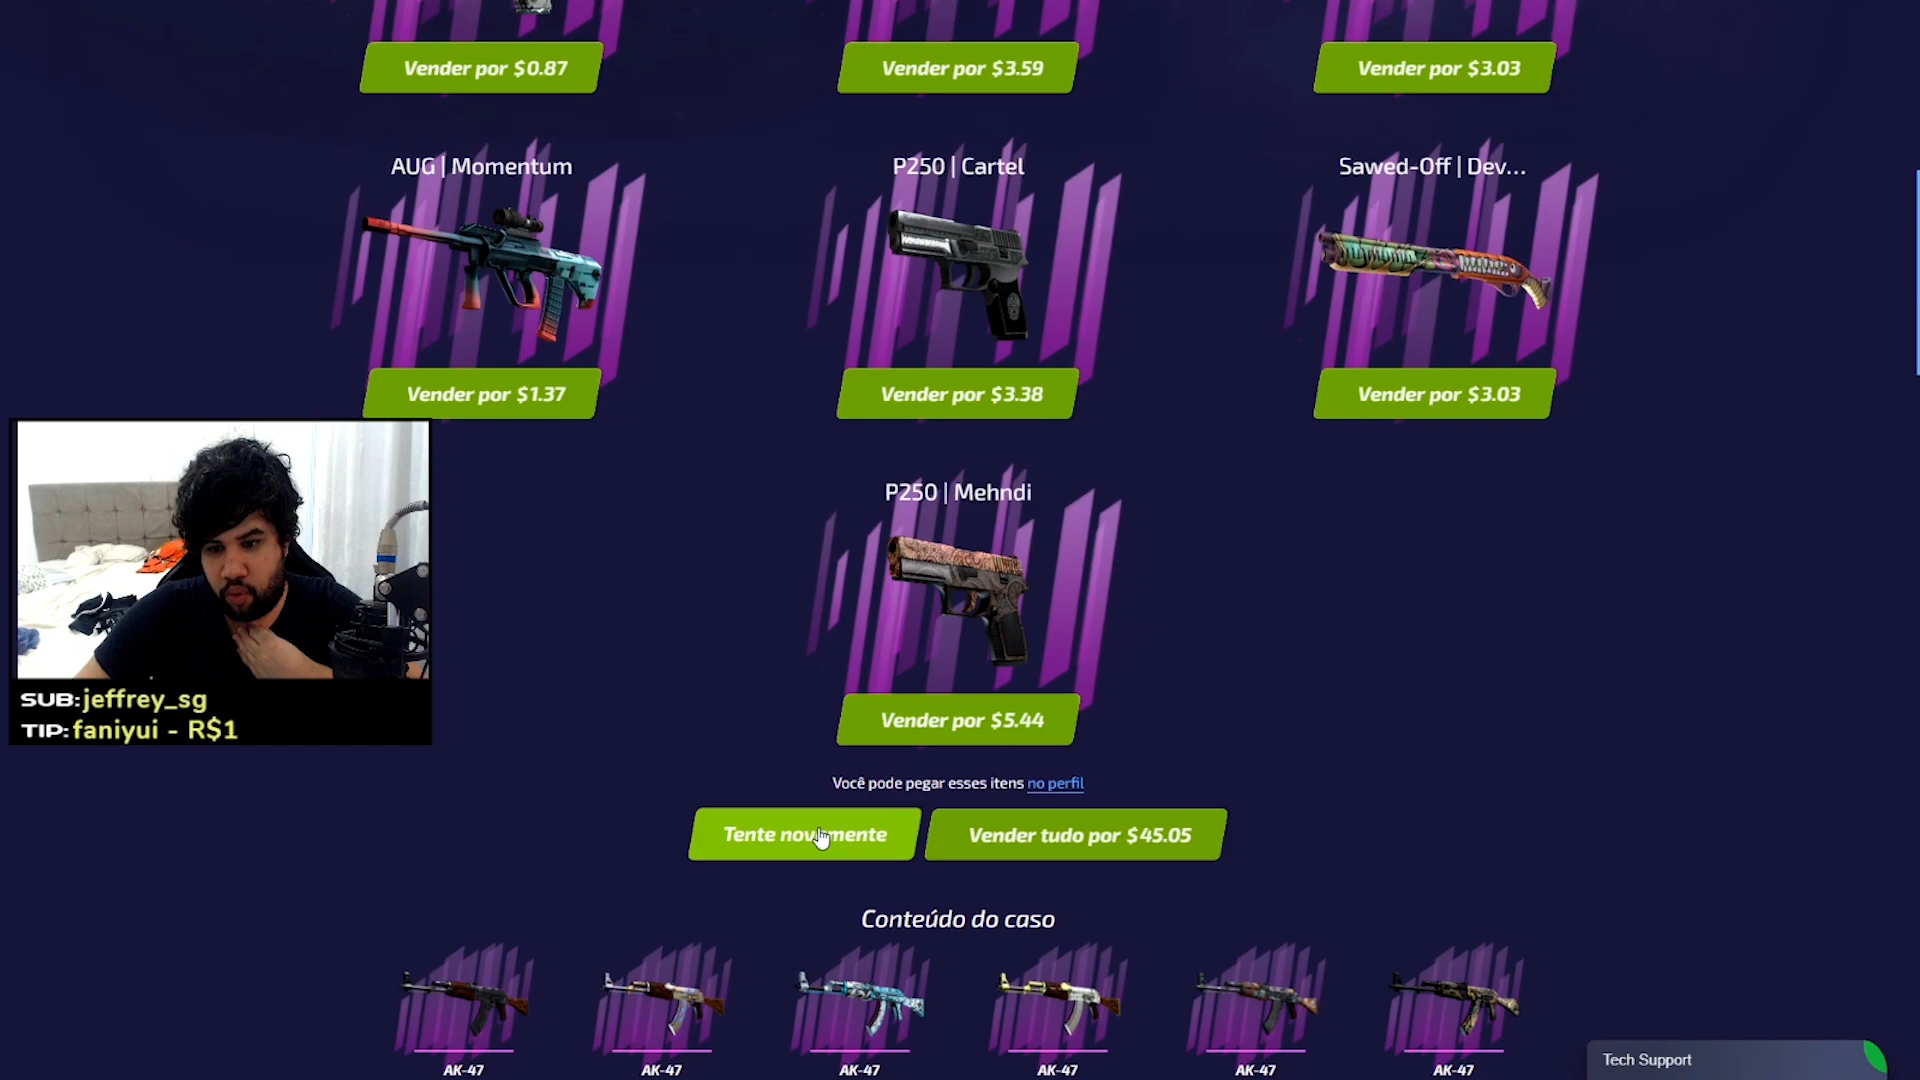 Vender por $0.87
Vender por $3.59
Vender por $3.03
AUG | Momentum
P250 | Cartel
Sawed-Off | Dev...
Vender por $1.37
Vender por $3.38
Vender por $3.03
P250 | Mehndi
Vender por $5.44
SUB:jeffrey_sg
TIP:faniyui - R$1
Você pode pegar esses itens no perfil
Tente novamente
Vender tudo por $45.05
Conteúdo do caso
AK-47
AK-47
AK-47
AK-47
AK-47
AK-47
Tech Support